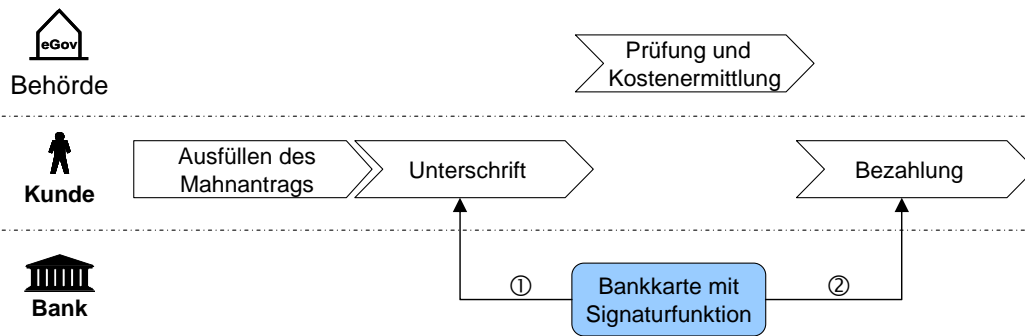 eGov
Behörde
Prüfung und
Kostenermittlung
Kunde
Ausfüllen des
Mahnantrags
Unterschrift
Bezahlung
Bank
①
Bankkarte mit
Signaturfunktion
②